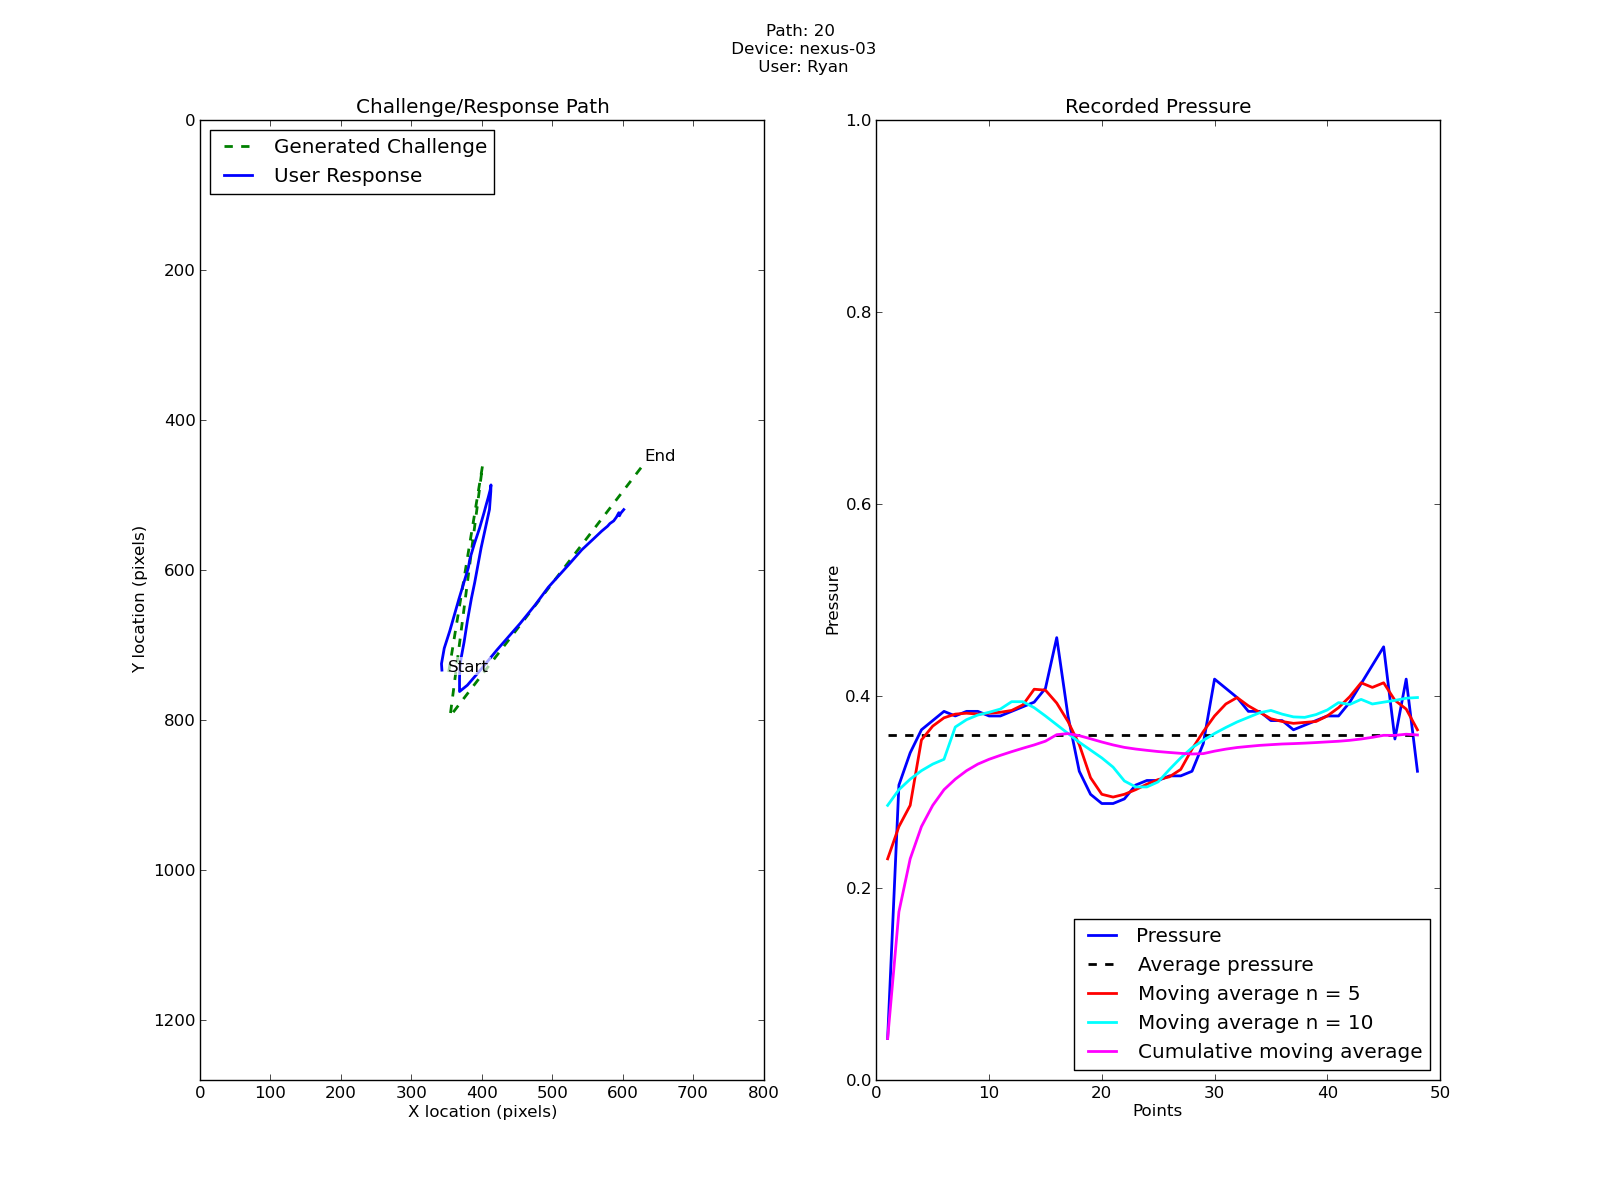 Path: 20
Device: nexus-03
User: Ryan
Challenge/Response Path
Generated Challenge
User Response
0
200
400
600
800
1000
1200
Y location (pixels)
Start
End
0 100 200 300 400 500 600 700 800
X location (pixels)
Recorded Pressure
1.0
0.8
0.6
0.4
0.2
0.0
Pressure
Pressure
Average pressure
Moving average n = 5
Moving average n = 10
Cumulative moving average
0 10 20 30 40 50
Points